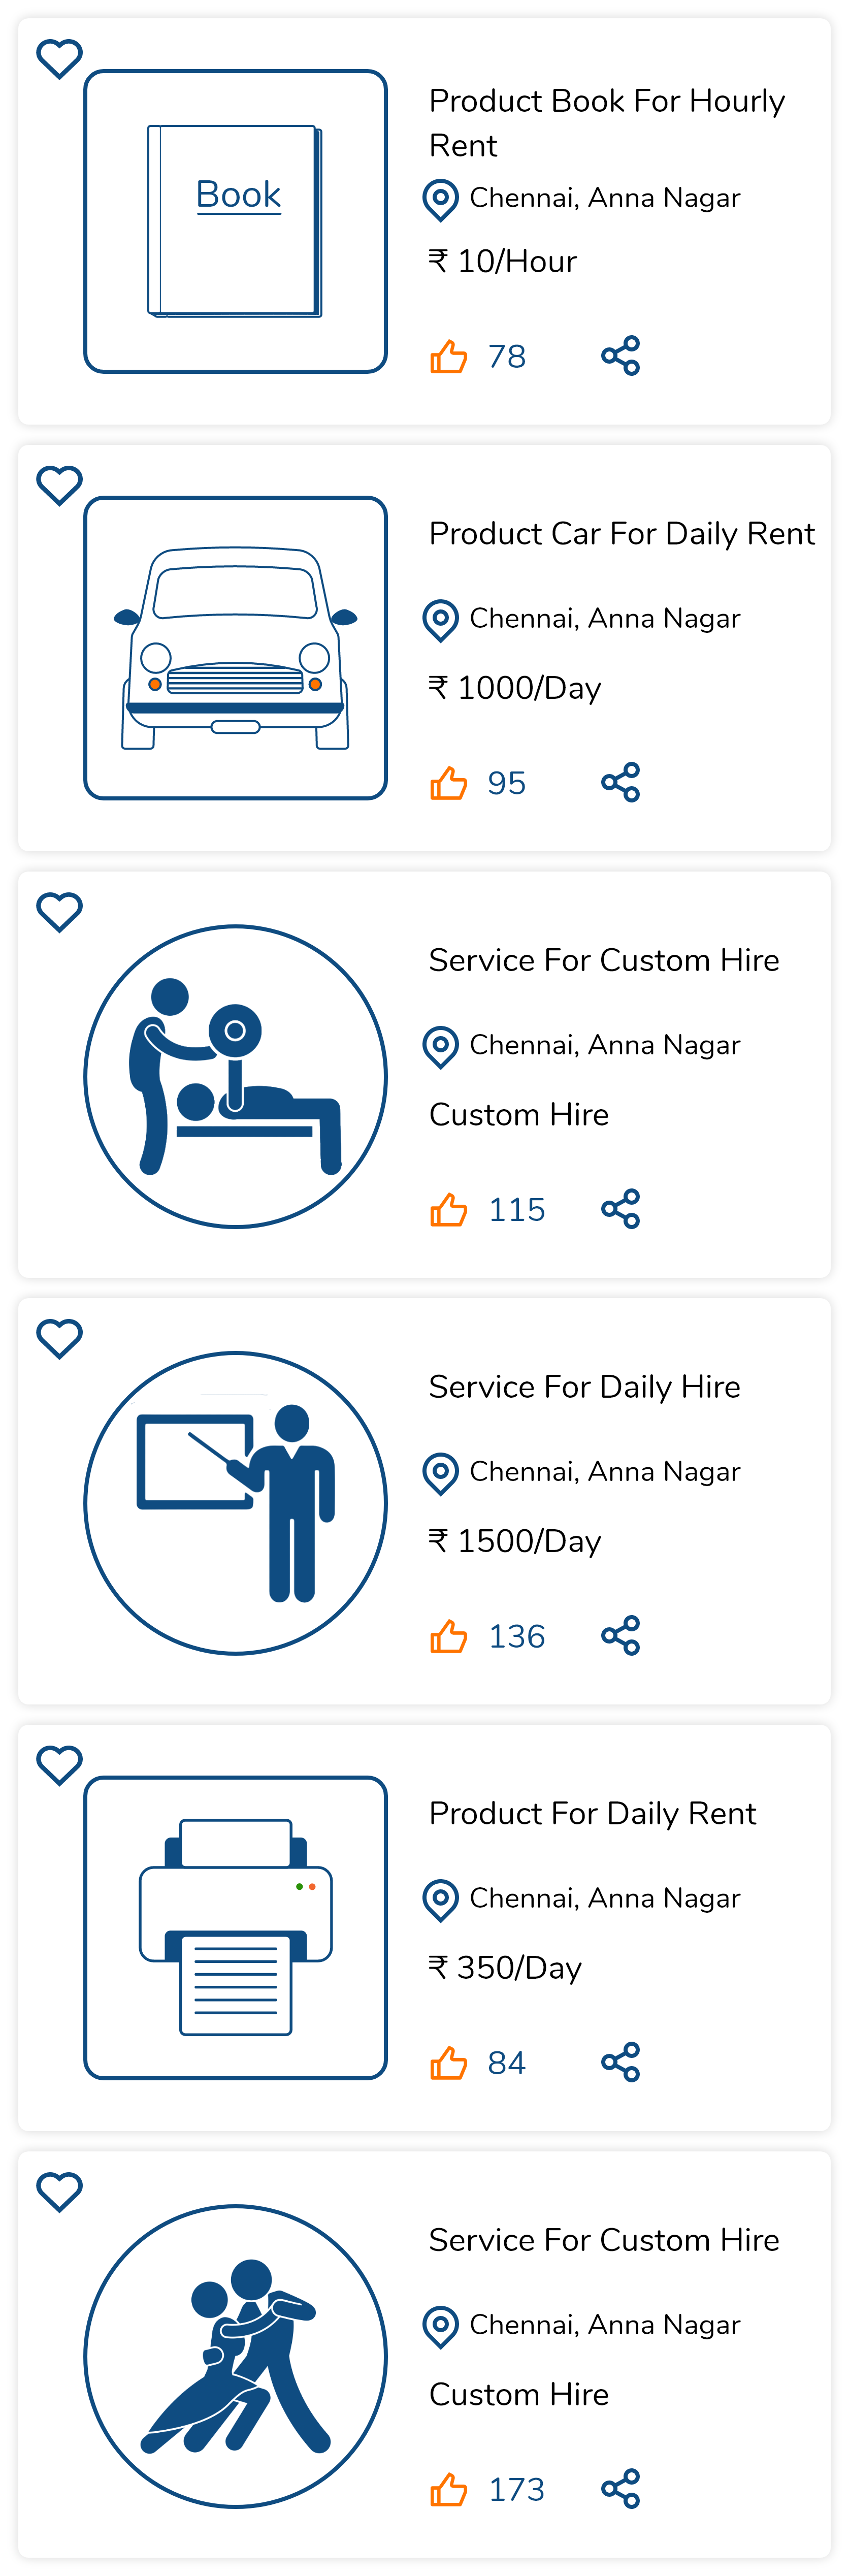 Book
Product Book For Hourly
Rent
Chennai, Anna Nagar
₹ 10/Hour
78
Product Car For Daily Rent
Chennai, Anna Nagar
₹ 1000/Day
95
Service For Custom Hire
Chennai, Anna Nagar
Custom Hire
115
Service For Daily Hire
Chennai, Anna Nagar
₹ 1500/Day
136
Product For Daily Rent
Chennai, Anna Nagar
₹ 350/Day
84
Service For Custom Hire
Chennai, Anna Nagar
Custom Hire
173